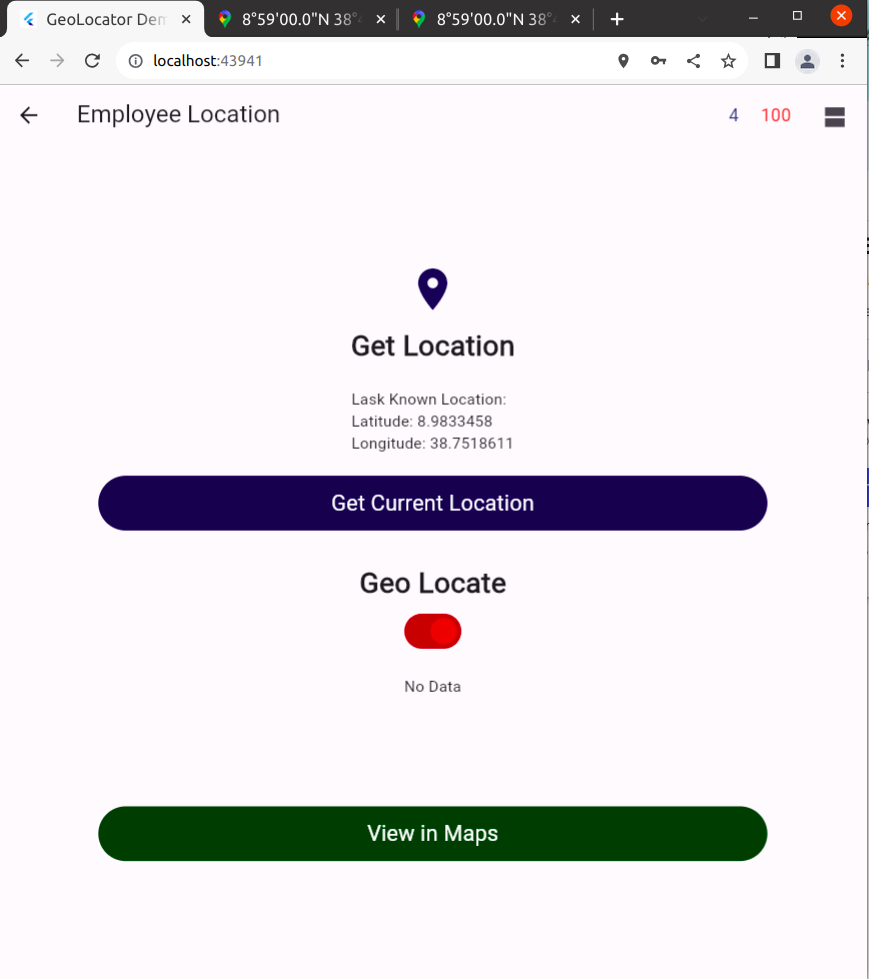 GeoLocator Dem
8°59'00.0"N 38°
8°59'00.0"N 38°
localhost:43941
Employee Location
4 100
Get Location
Lask Known Location:
Latitude: 8.9833458
Longitude: 38.7518611
Get Current Location
Geo Locate
No Data
View in Maps